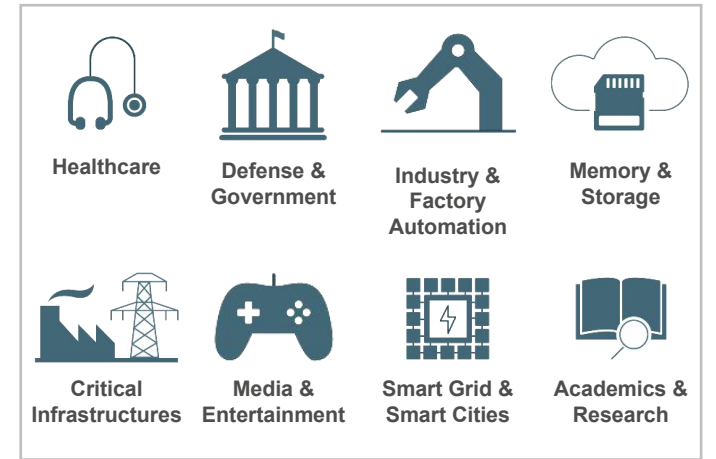 Healthcare
Defense &
Government
Industry &
Factory
Automation
Memory &
Storage
Critical
Infrastructures
Media &
Entertainment
Smart Grid &
Smart Cities
Academics &
Research